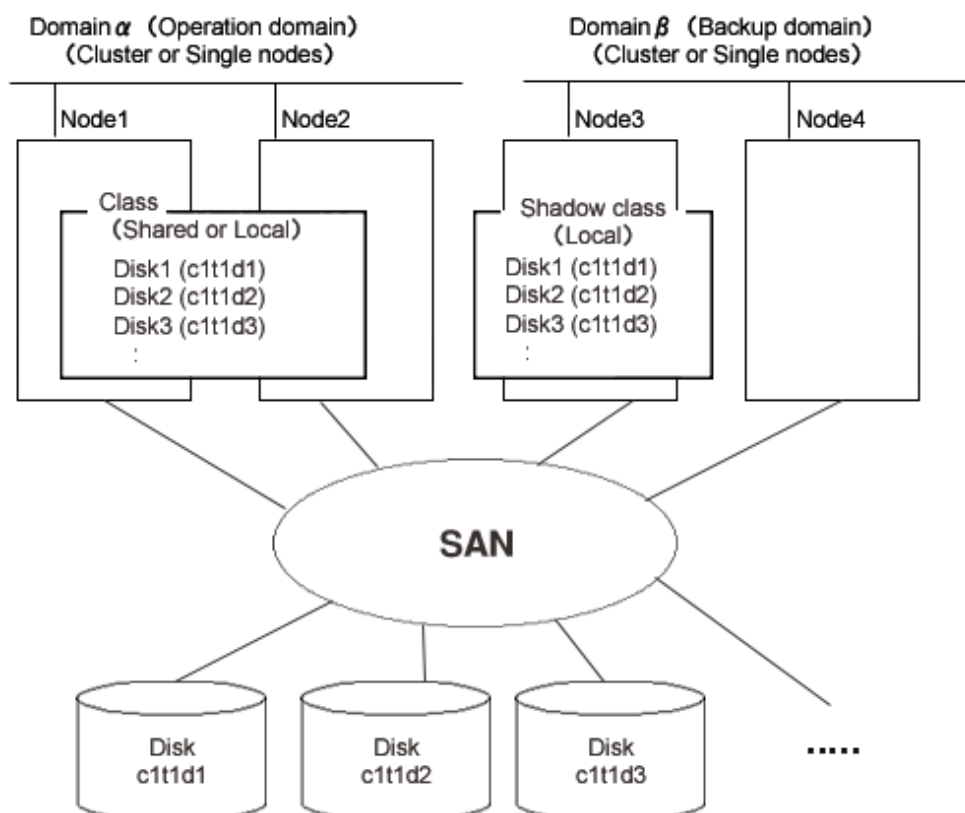 Domain α (Operation domain)
(Cluster or Single nodes)
Domain β (Backup domain)
(Cluster or Single nodes)
Node1
Node2
Node3
Node4
Class
(Shared or Local)
Disk1 (c1t1d1)
Disk2 (c1t1d2)
Disk3 (c1t1d3)
:
Shadow class
(Local)
Disk1 (c1t1d1)
Disk2 (c1t1d2)
Disk3 (c1t1d3)
:
SAN
Disk
c1t1d1
Disk
c1t1d2
Disk
c1t1d3
.....